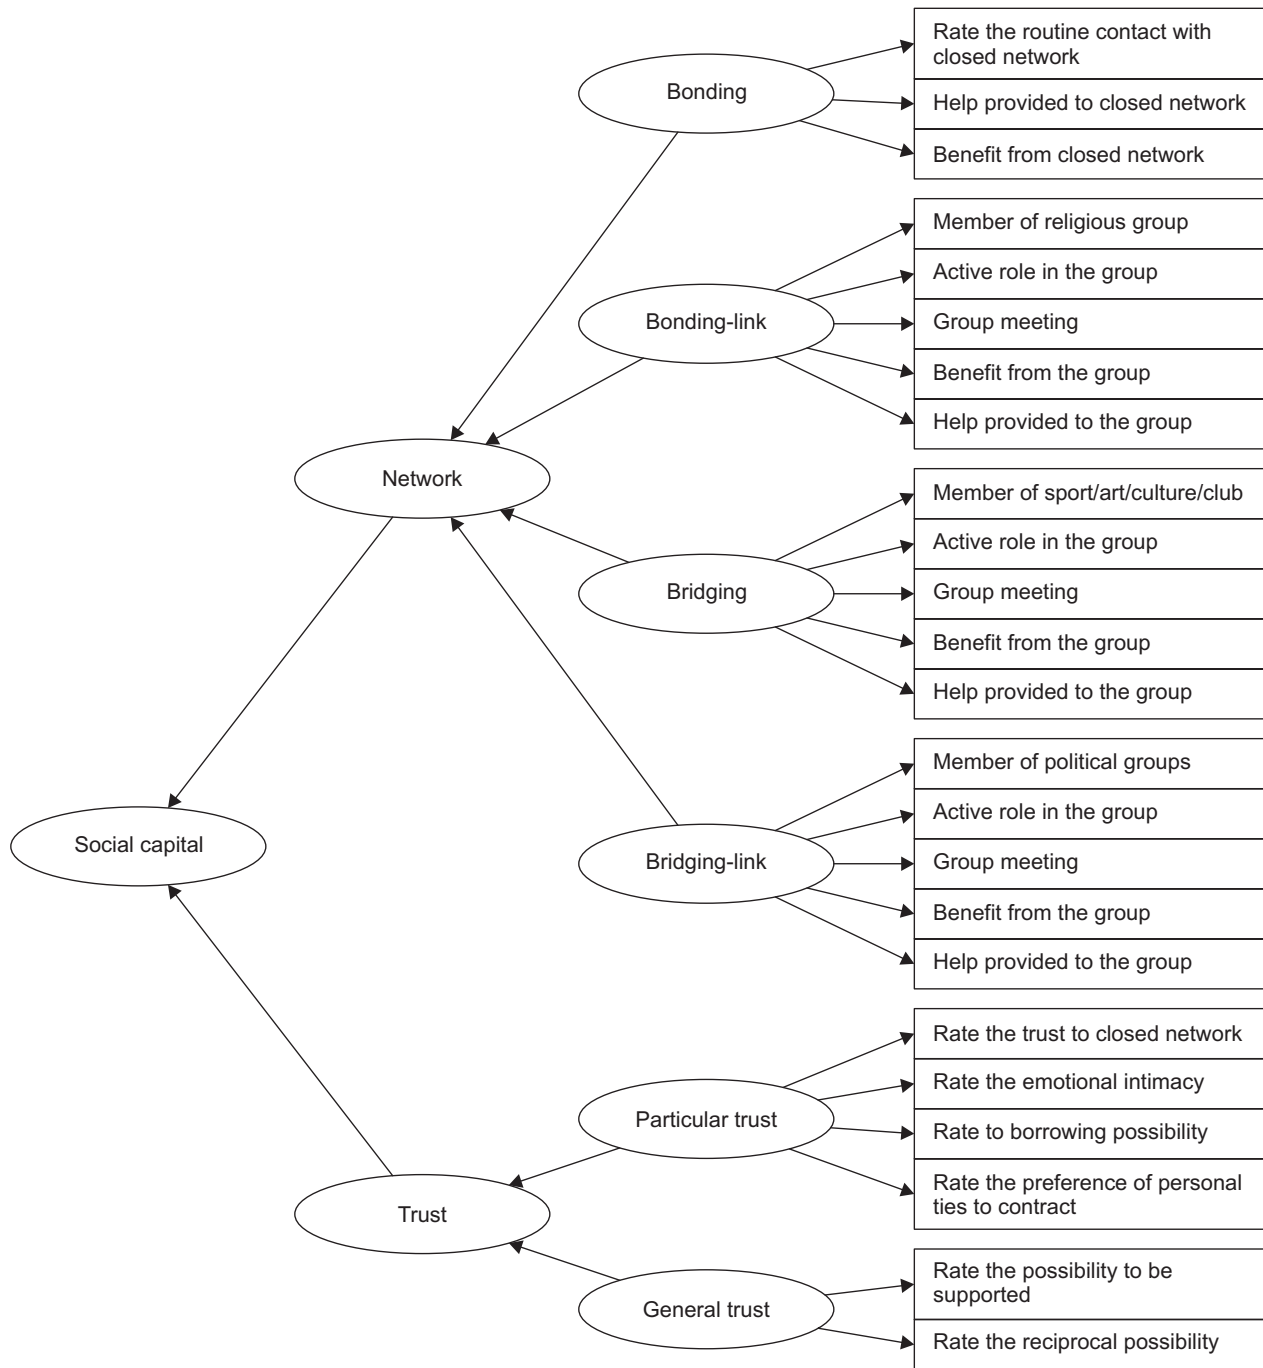 Rate the routine contact with
closed network
Bonding
Help provided to closed network
Benefit from closed network
Member of religious group
Active role in the group
Bonding-link
Group meeting
Benefit from the group
Help provided to the group
Network
Member of sport/art/culture/club
Active role in the group
Bridging
Group meeting
Benefit from the group
Help provided to the group
Member of political groups
Active role in the group
Social capital
Bridging-link
Group meeting
Benefit from the group
Help provided to the group
Rate the trust to closed network
Rate the emotional intimacy
Particular trust
Rate to borrowing possibility
Rate the preference of personal
ties to contract
Trust
Rate the possibility to be
supported
General trust
Rate the reciprocal possibility